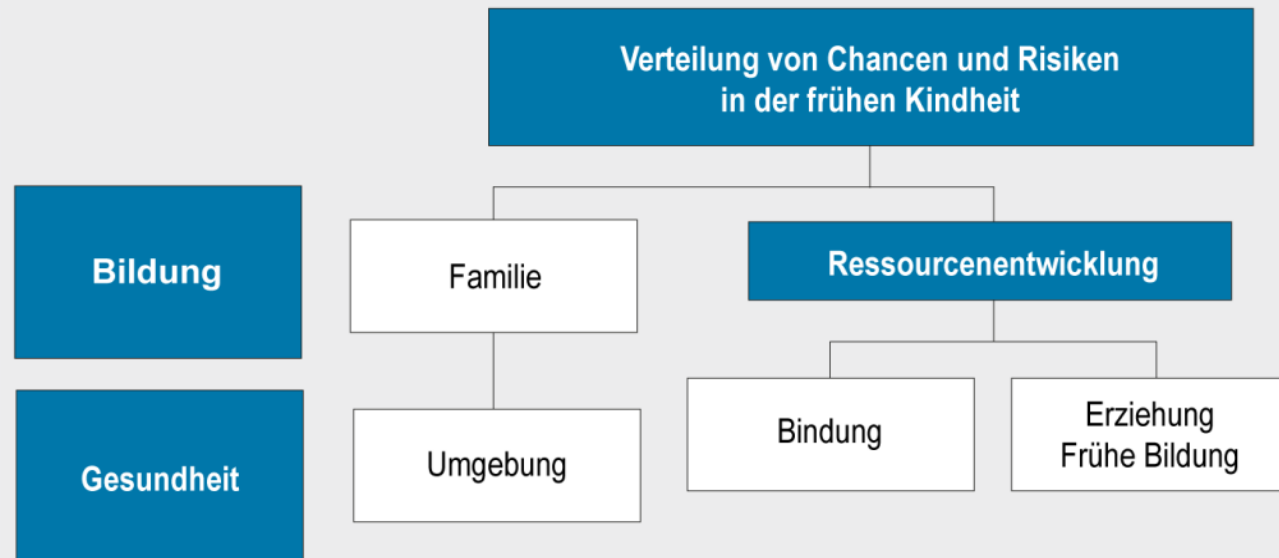 Verteilung von Chancen und Risiken
in der frühen Kindheit
Bildung
Familie
Ressourcenentwicklung
Gesundheit
Umgebung
Bindung
Erziehung
Frühe Bildung